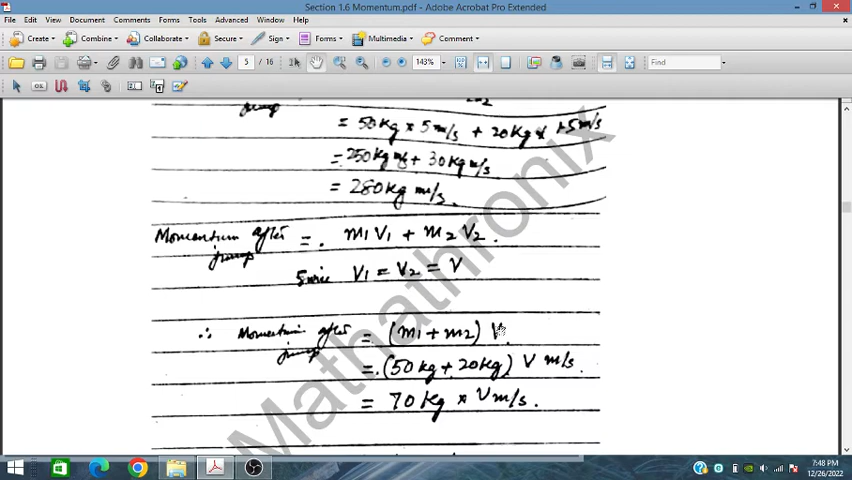 Section 1.6 Momentum.pdf - Adobe Acrobat Pro Extended
File Edit View Document Comments Forms Tools Advanced Window Help
Create Combine Collaborate Secure Sign Forms Multimedia Comment
5 / 16 143% Find
jump
= 50kg × 5m/s + 20kg × 1.5m/s
= 250kg m/s + 30kg m/s
= 280kg m/s.
Momentum after jump = . m1V1 + m2V2 .
Since V1 = V2 = V
∴ Momentum after jump = (m1+m2) V.
= .(50kg+20kg) V m/s.
= 70kg × V m/s.
Mathathronix
7:48 PM
12/26/2022